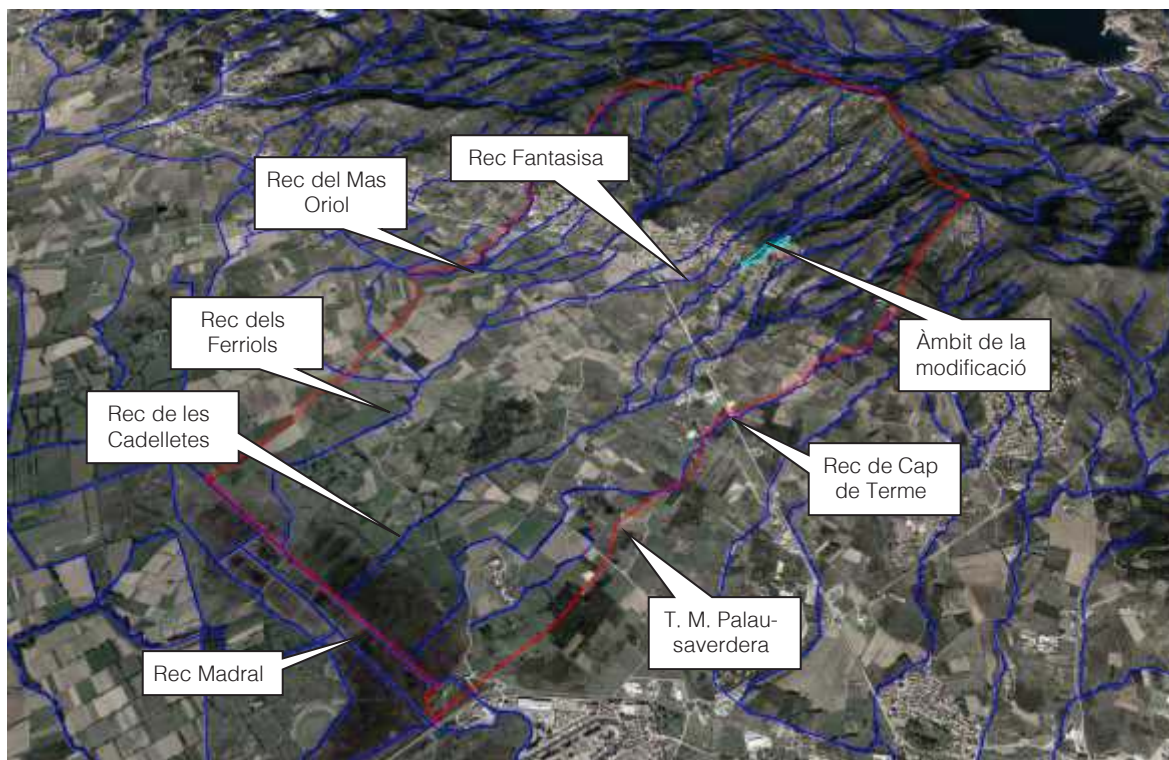 Rec Fantasisa
Rec del Mas
Oriol
Rec dels
Ferriols
Àmbit de la
modificació
Rec de les
Cadelletes
Rec de Cap
de Terme
T. M. Palau-
saverdera
Rec Madral